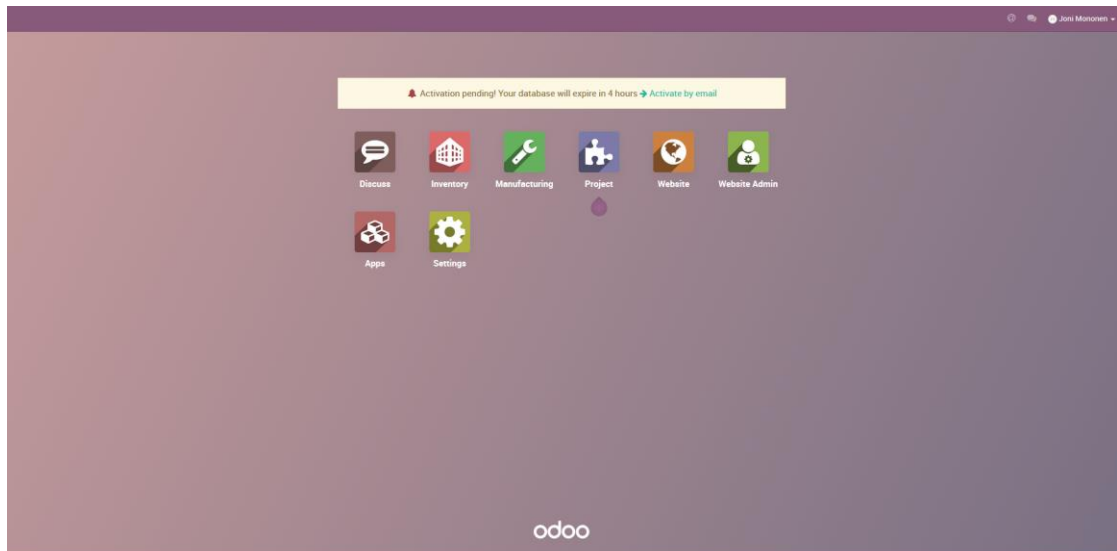 Joni Mononen
Activation pending! Your database will expire in 4 hours Activate by email
Discuss Inventory Manufacturing Project Website Website Admin
Apps Settings
odoo